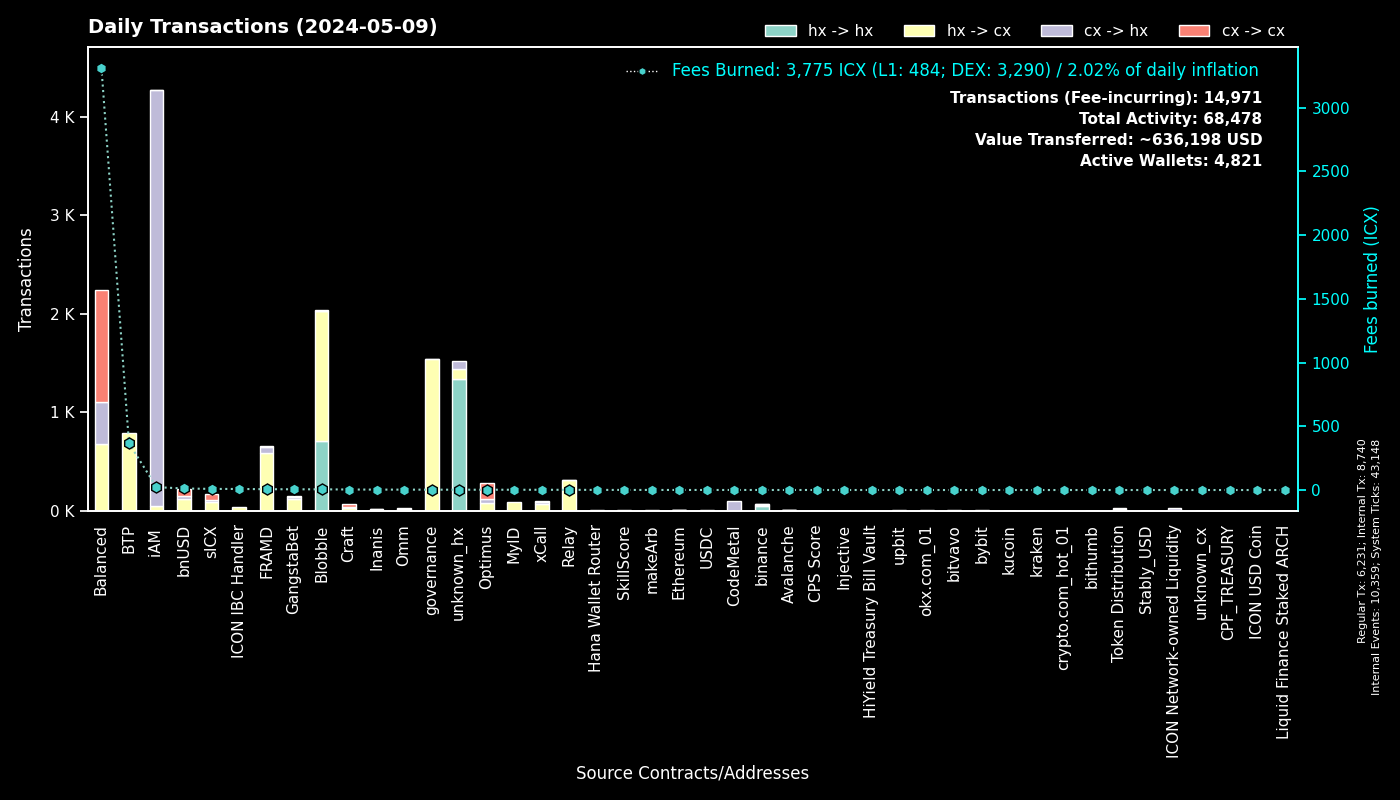 Daily Transactions (2024-05-09)
hx -> hx
hx -> cx
cx -> hx
cx -> cx
Fees Burned: 3,775 ICX (L1: 484; DEX: 3,290) / 2.02% of daily inflation
Transactions (Fee-incurring): 14,971
Total Activity: 68,478
Value Transferred: ~636,198 USD
Active Wallets: 4,821
Transactions
4 K
3 K
2 K
1 K
0 K
3000
2500
2000
1500
1000
500
0
Fees burned (ICX)
Balanced
BTP
IAM
bnUSD
sICX
ICON IBC Handler
FRAMD
GangstaBet
Blobble
Craft
Inanis
Omm
governance
unknown_hx
Optimus
MyID
xCall
Relay
Hana Wallet Router
SkillScore
makeArb
Ethereum
USDC
CodeMetal
binance
Avalanche
CPS Score
Injective
HiYield Treasury Bill Vault
upbit
okx.com_01
bitvavo
bybit
kucoin
kraken
crypto.com_hot_01
bithumb
Token Distribution
Stably_USD
ICON Network-owned Liquidity
unknown_cx
CPF_TREASURY
ICON USD Coin
Liquid Finance Staked ARCH
Source Contracts/Addresses
Regular Tx: 6,231; Internal Tx: 8,740
Internal Events: 10,359; System Ticks: 43,148